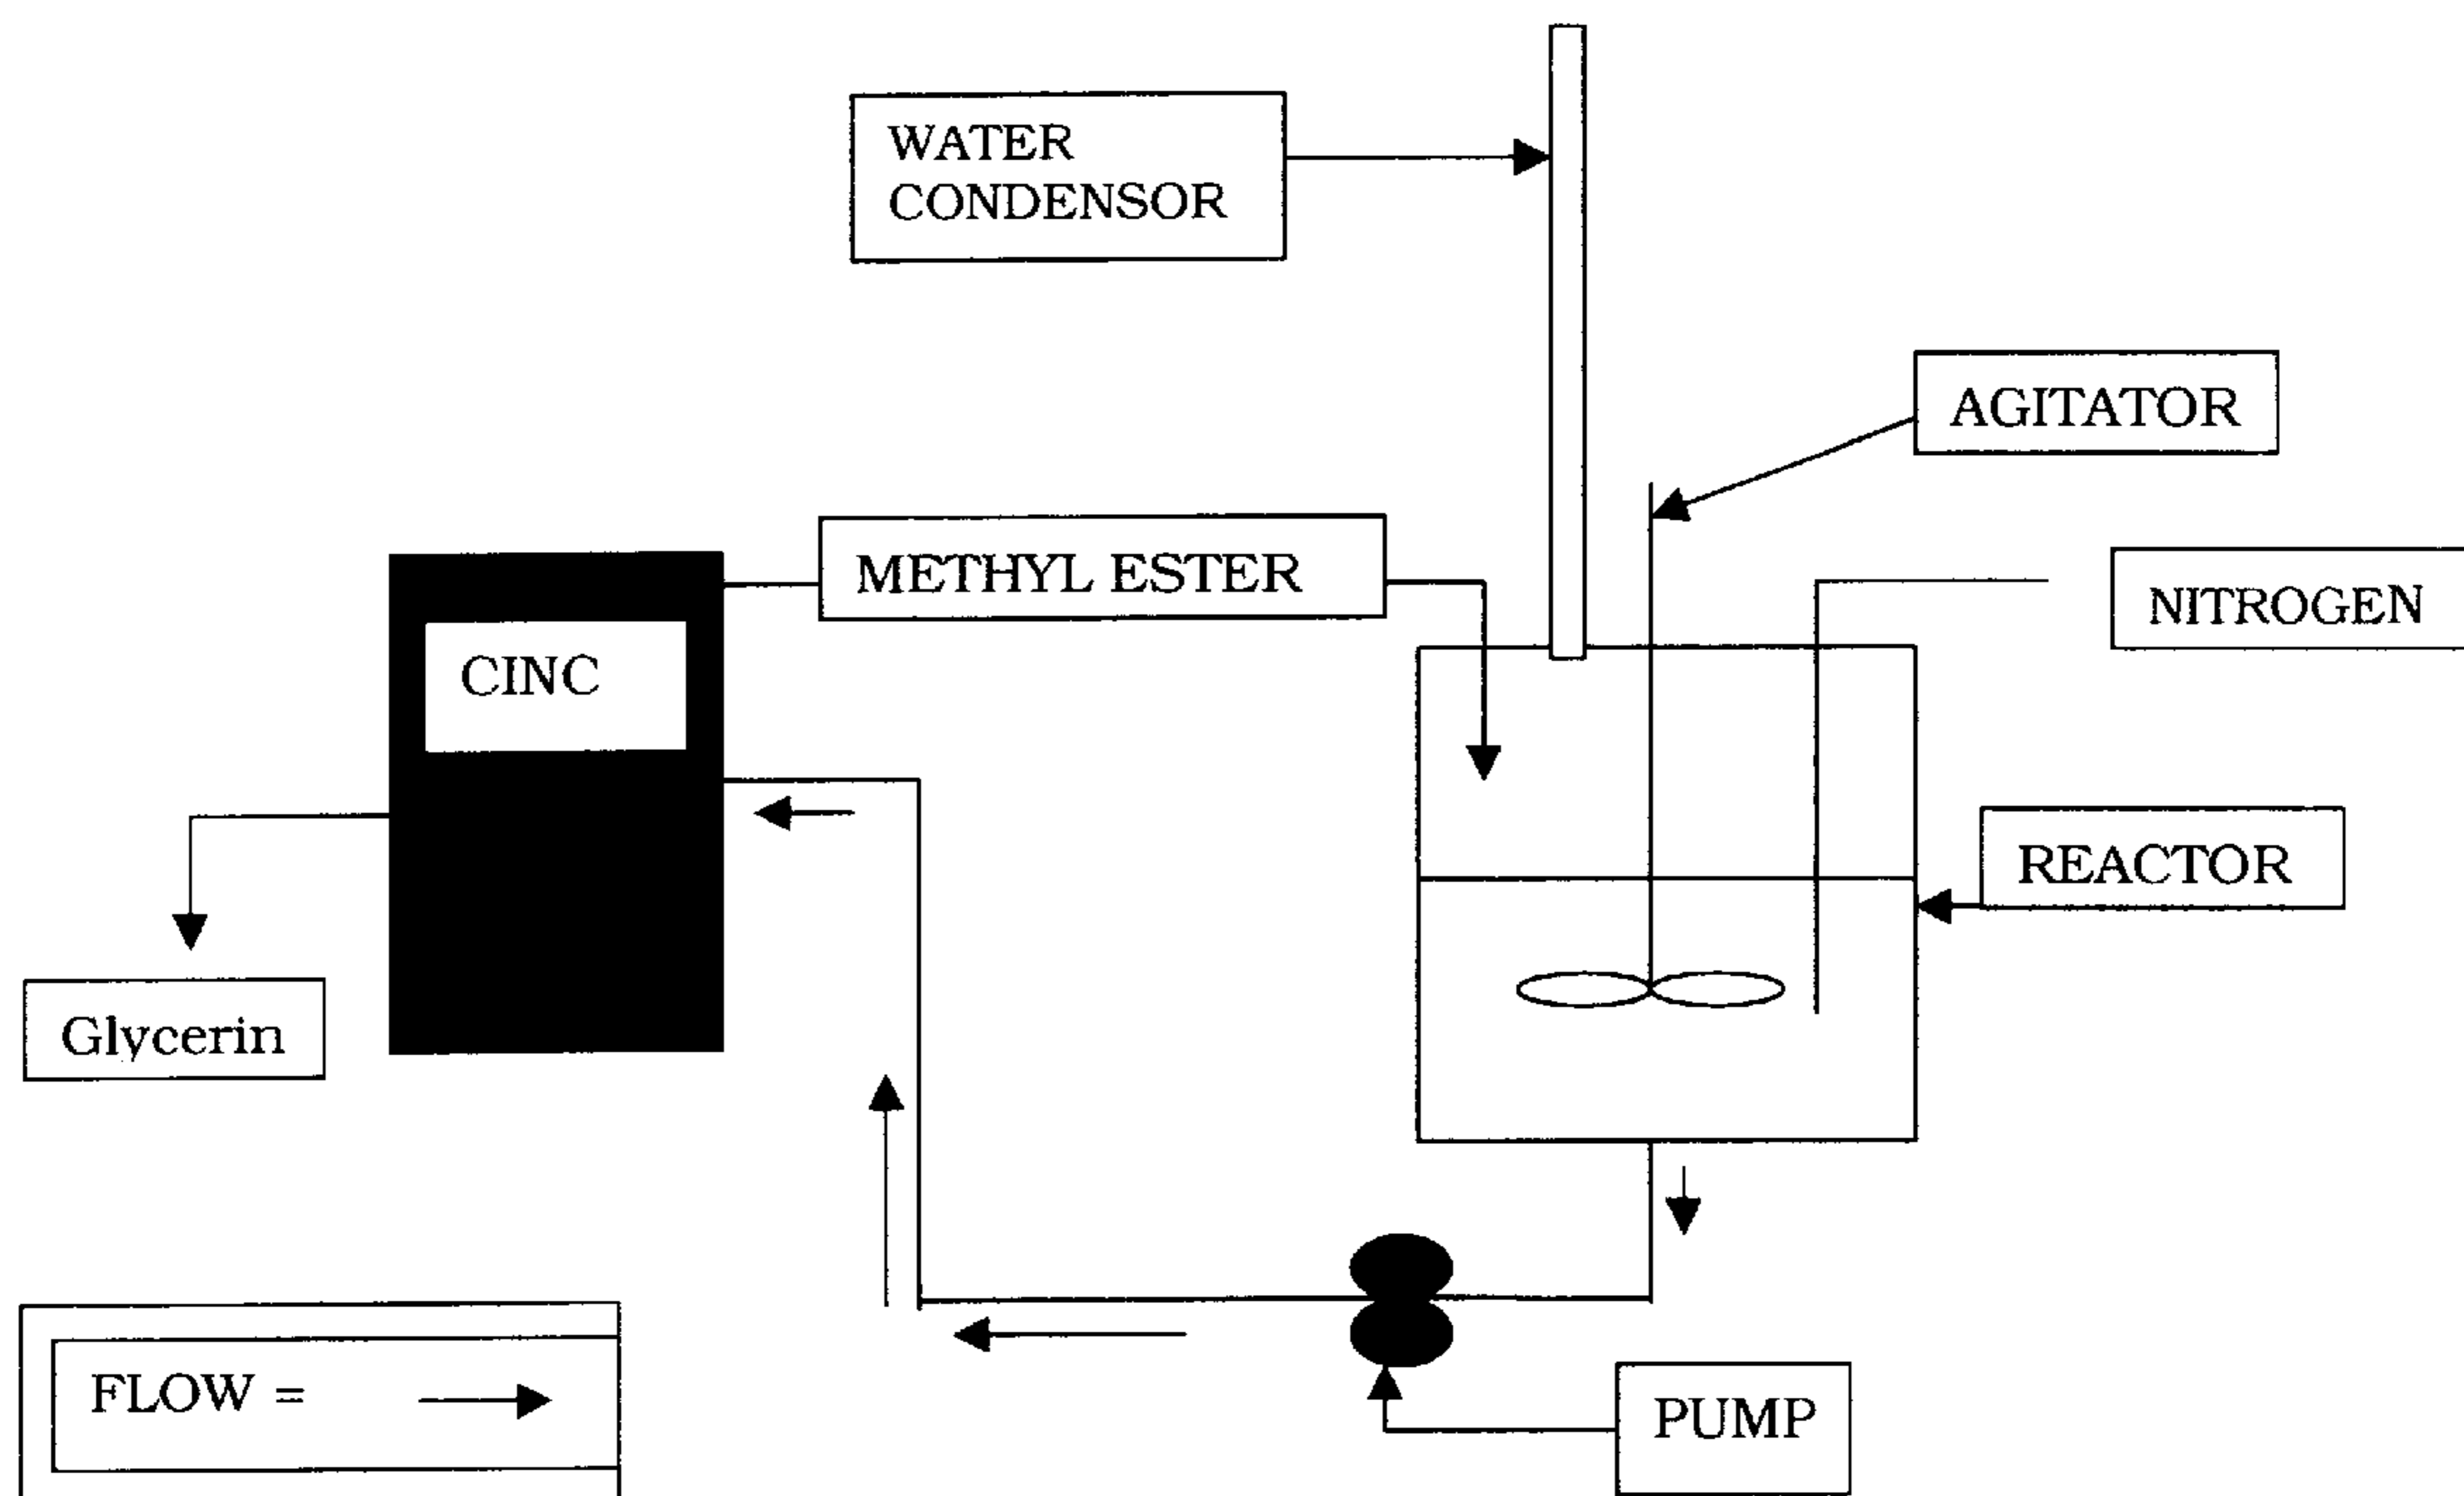 WATER
CONDENSOR
AGITATOR
METHYL ESTER
NITROGEN
CINC
REACTOR
Glycerin
FLOW =
PUMP